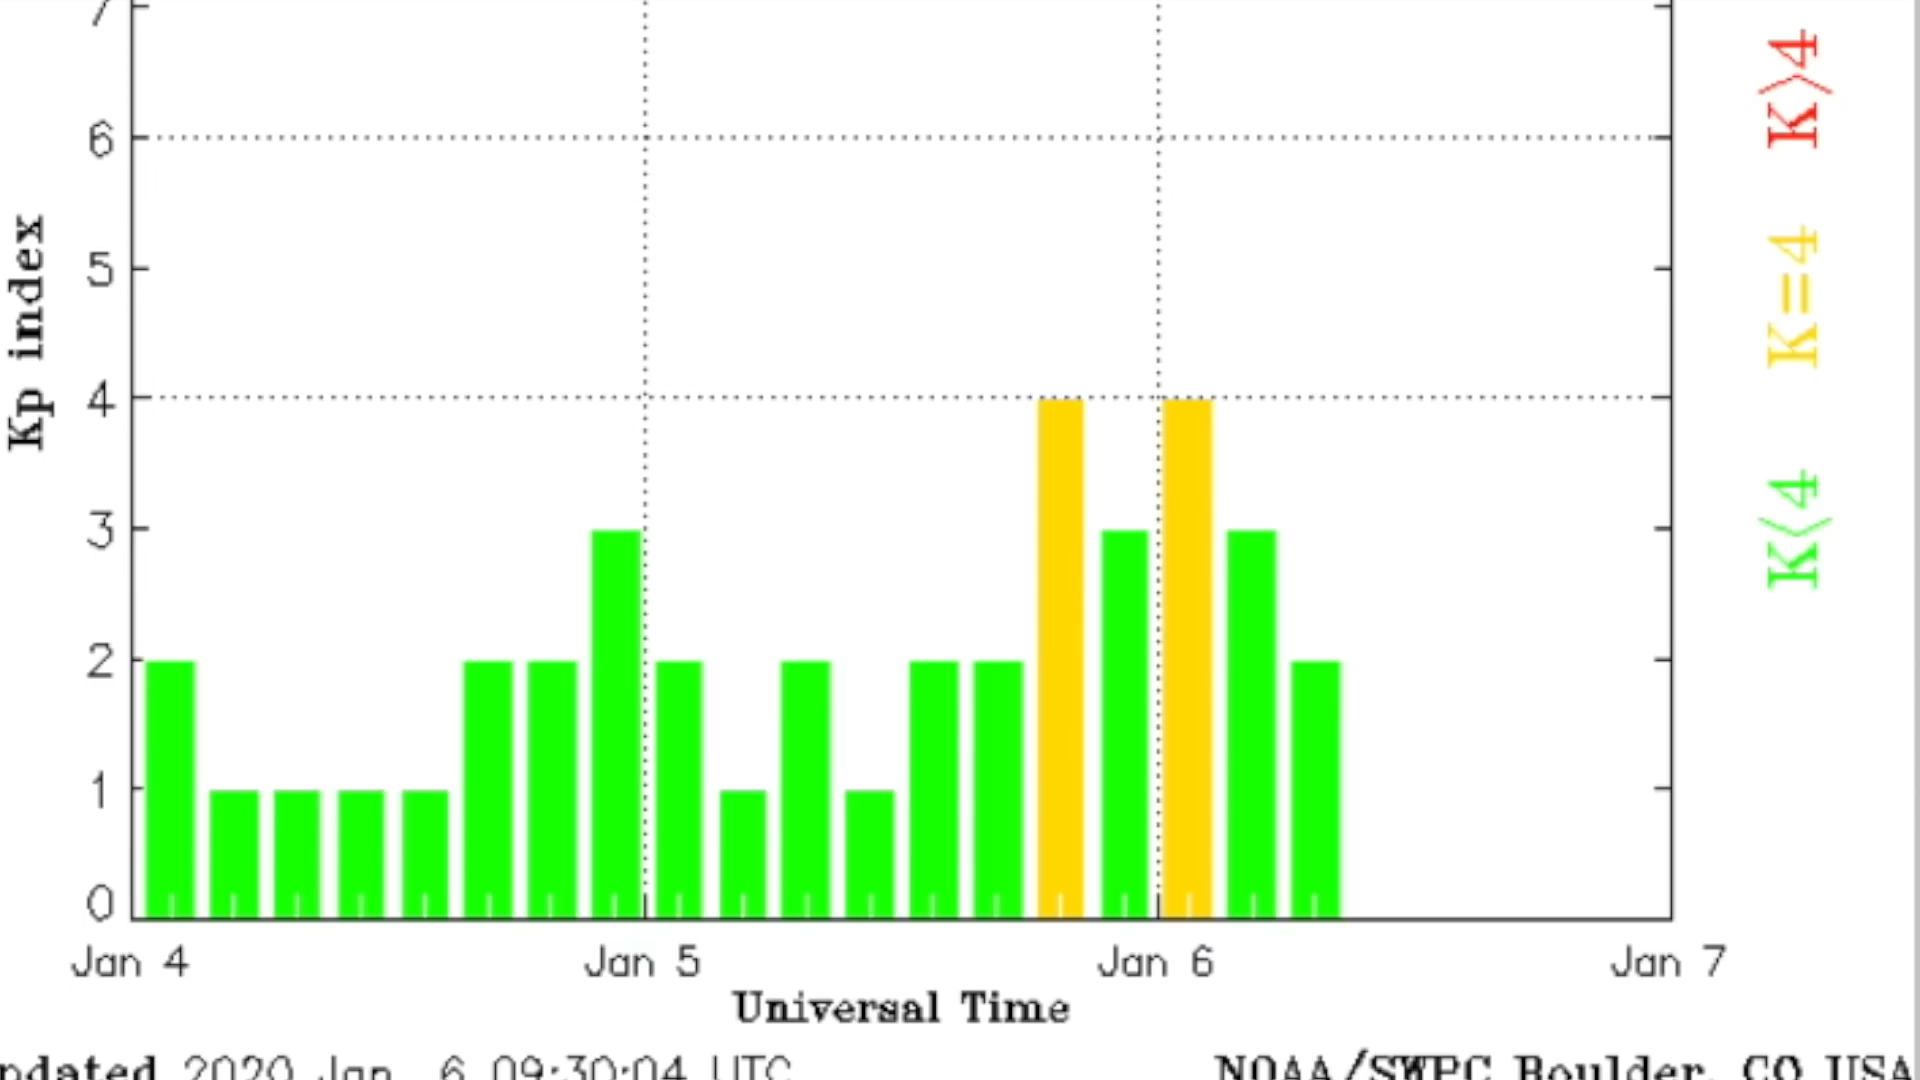 7
6
5
4
3
2
1
0
Kp index
K>4
K=4
K<4
Jan 4 Jan 5 Jan 6 Jan 7
Universal Time
pdated 2020 Jan 6 09:30:04 UTC
NOAA/SWPC Boulder, CO USA